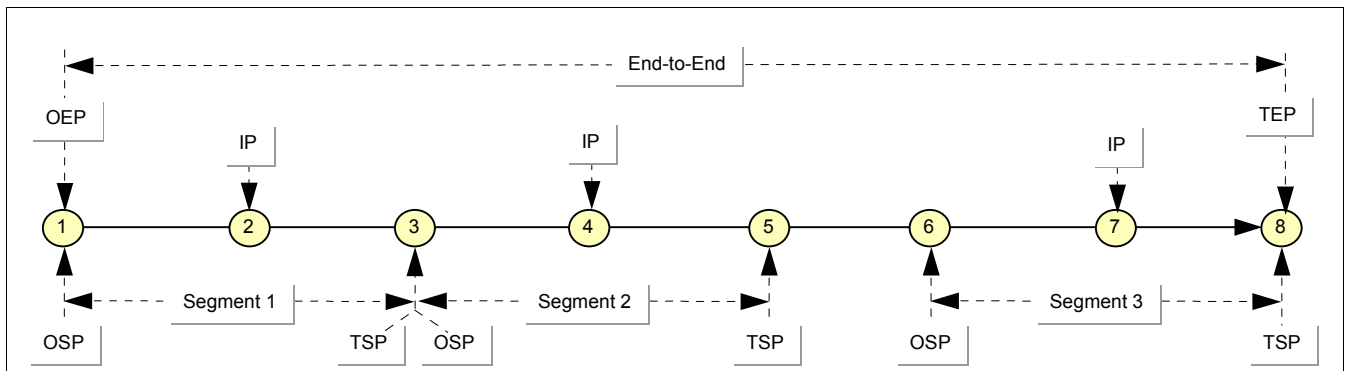 End-to-End
OEP
TEP
IP
IP
IP
1
2
3
4
5
6
7
8
Segment 1
Segment 2
Segment 3
OSP
TSP
OSP
TSP
OSP
TSP